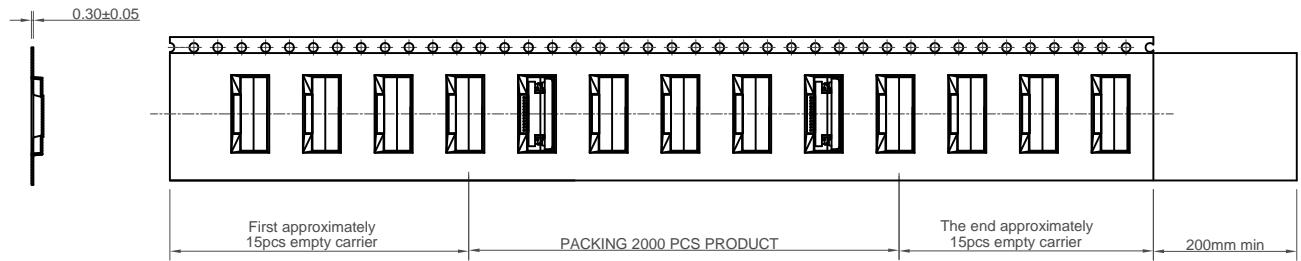 0.30±0.05
First approximately
15pcs empty carrier
PACKING 2000 PCS PRODUCT
The end approximately
15pcs empty carrier
200mm min